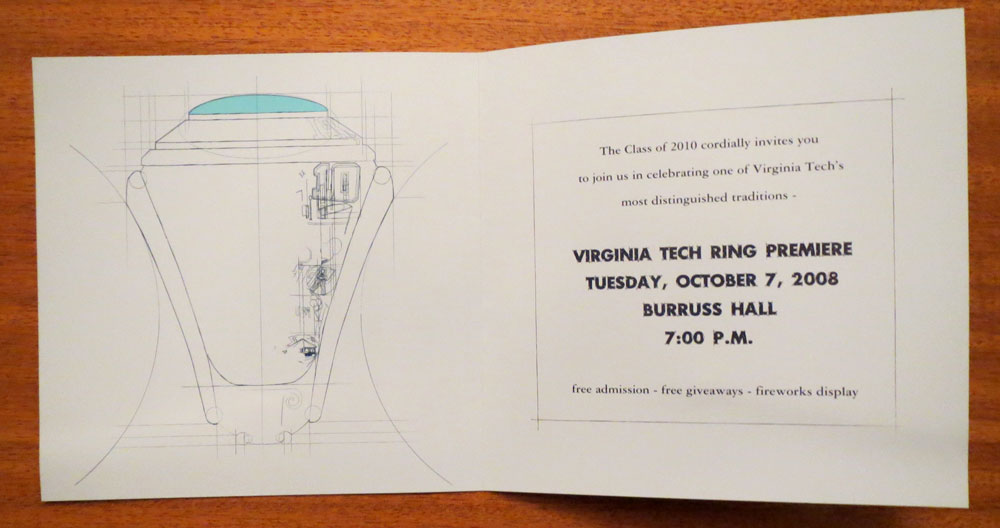 10
The Class of 2010 cordially invites you
to join us in celebrating one of Virginia Tech's
most distinguished traditions -
VIRGINIA TECH RING PREMIERE
TUESDAY, OCTOBER 7, 2008
BURRUSS HALL
7:00 P.M.
free admission - free giveaways - fireworks display